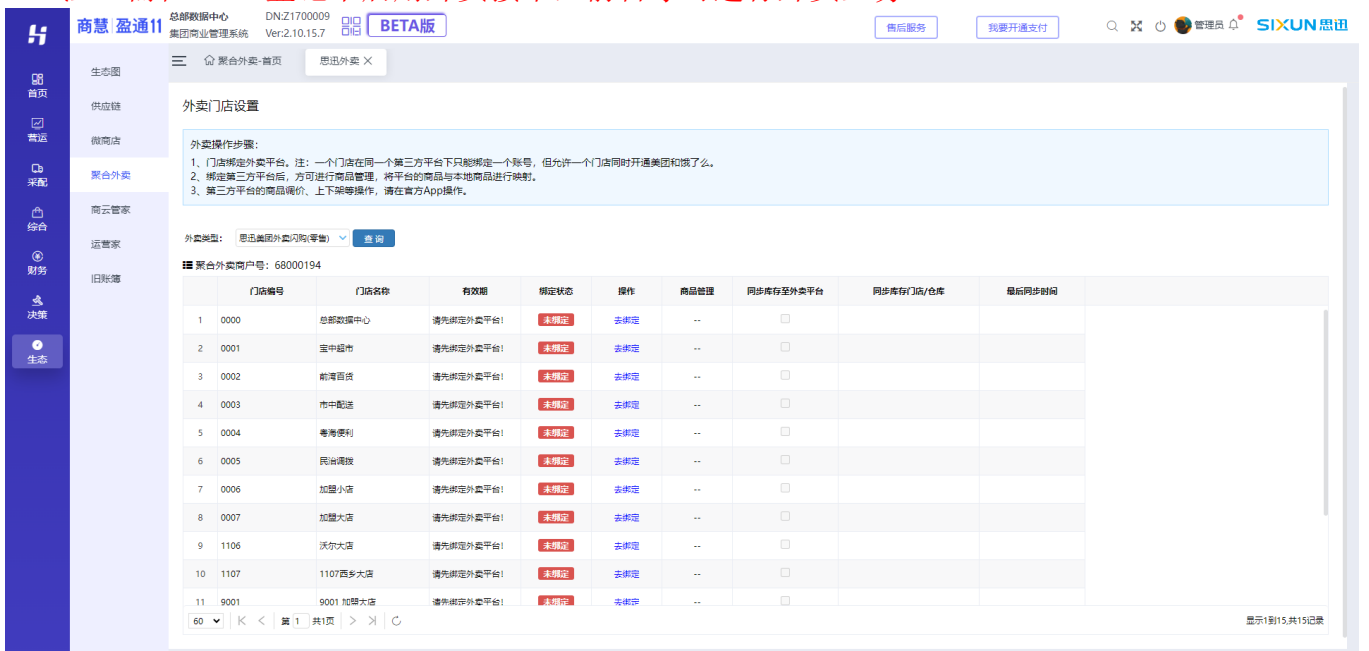 商慧 盈通11 总部数据中心 DN:Z1700009 BETA版 售后服务 我要开通支付 管理员 SIXUN思迅
集团商业管理系统 Ver:2.10.15.7
首页
营运
采配
综合
财务
决策
生态
生态图
供应链
微商店
聚合外卖
商云管家
运营家
旧账簿
聚合外卖-首页 思迅外卖
外卖门店设置
外卖操作步骤:
1、门店绑定外卖平台。注：一个门店在同一个第三方平台下只能绑定一个账号，但允许一个门店同时开通美团和饿了么。
2、绑定第三方平台后，方可进行商品管理，将平台的商品与本地商品进行映射。
3、第三方平台的商品调价、上下架等操作，请在官方App操作。
外卖类型: 思迅美团外卖闪购(零售) 查询
聚合外卖商户号：68000194
门店编号 门店名称 有效期 绑定状态 操作 商品管理 同步库存至外卖平台 同步库存门店/仓库 最后同步时间
1 0000 总部数据中心 请先绑定外卖平台! 未绑定 去绑定 --
2 0001 宝中超市 请先绑定外卖平台! 未绑定 去绑定 --
3 0002 前湾百货 请先绑定外卖平台! 未绑定 去绑定 --
4 0003 市中配送 请先绑定外卖平台! 未绑定 去绑定 --
5 0004 粤海便利 请先绑定外卖平台! 未绑定 去绑定 --
6 0005 民治调拨 请先绑定外卖平台! 未绑定 去绑定 --
7 0006 加盟小店 请先绑定外卖平台! 未绑定 去绑定 --
8 0007 加盟大店 请先绑定外卖平台! 未绑定 去绑定 --
9 1106 沃尔大店 请先绑定外卖平台! 未绑定 去绑定 --
10 1107 1107西乡大店 请先绑定外卖平台! 未绑定 去绑定 --
11 9001 9001 加盟大店 请先绑定外卖平台! 未绑定 去绑定 --
60 第 1 共1页 显示1到15,共15记录